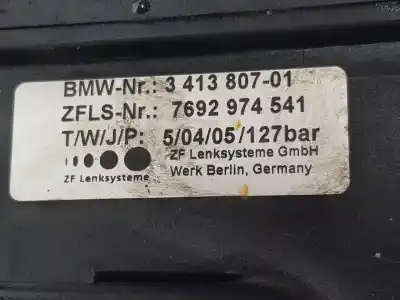 BMW-Nr.: 3 413 807-01
ZFLS-Nr.: 7692 974 541
T/W/J/P: 5/04/05/127bar
ZF Lenksysteme GmbH
ZF Lenksysteme Werk Berlin, Germany